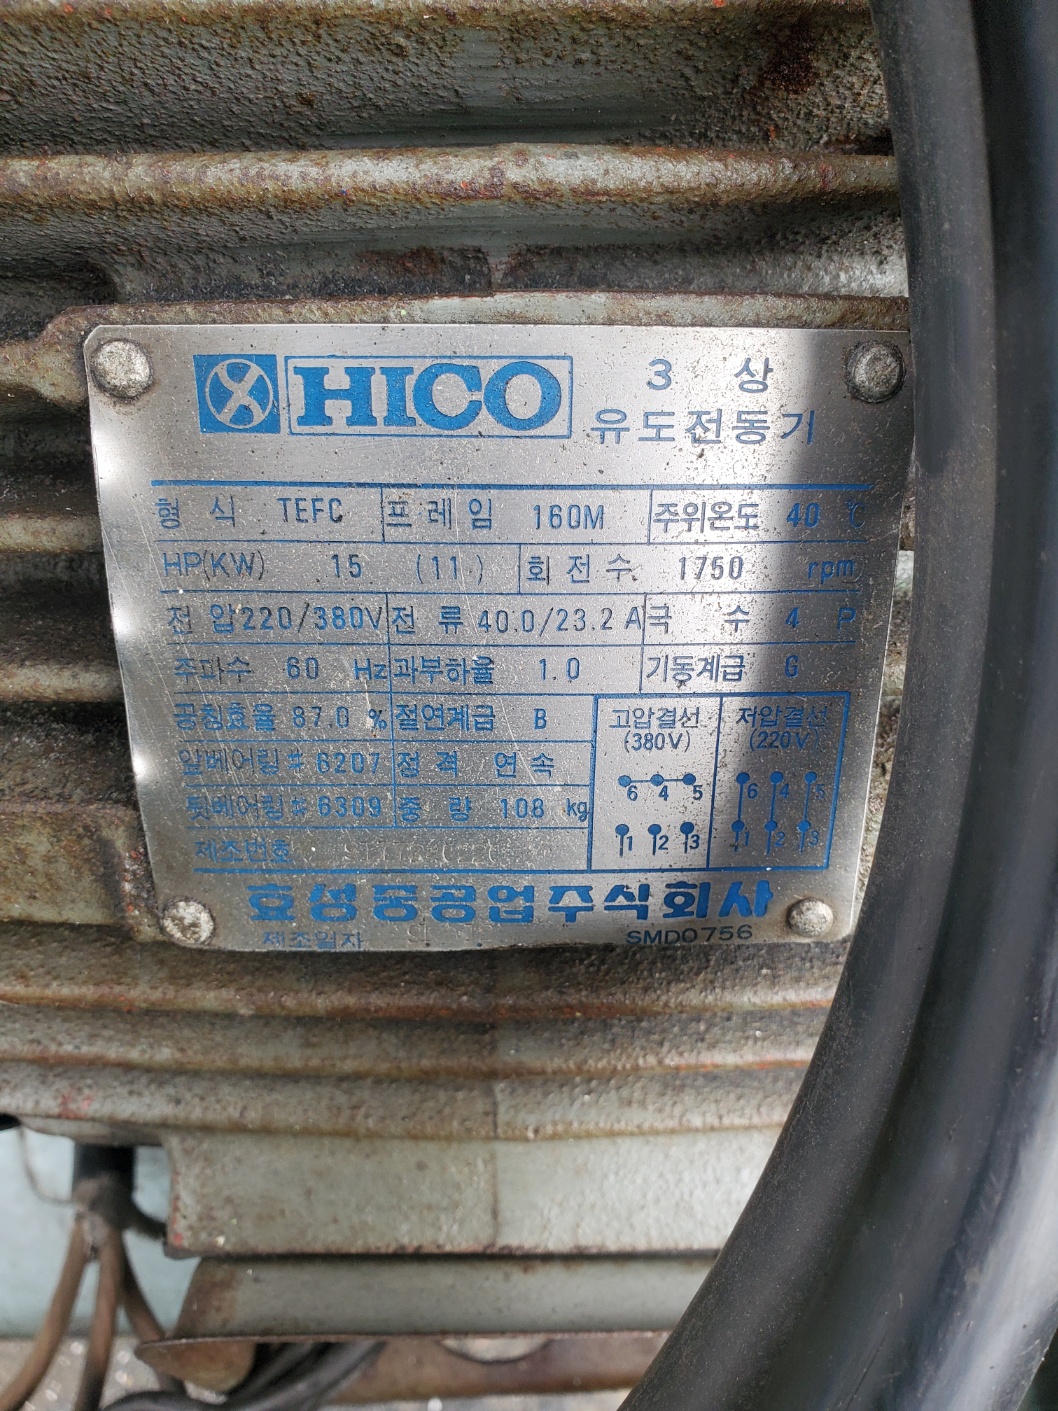 HICO
3 상
유도전동기
형 식 TEFC 프레임 160M 주위온도 40 ℃
HP(KW) 15 (11) 회전수 1750 rpm
전 압 220/380V 전 류 40.0/23.2 A 극 수 4 P
주파수 60 Hz 과부하율 1.0 기동계급 G
공칭효율 87.0 % 절연계급 B 고압결선 저압결선
(380V) (220V)
앞베어링 # 6207 정 격 연 속
6 4 5 6 4 5
뒷베어링 # 6309 중 량 108 kg
1 2 3 1 2 3
제조번호
효성중공업주식회사
제조일자 SMD0756